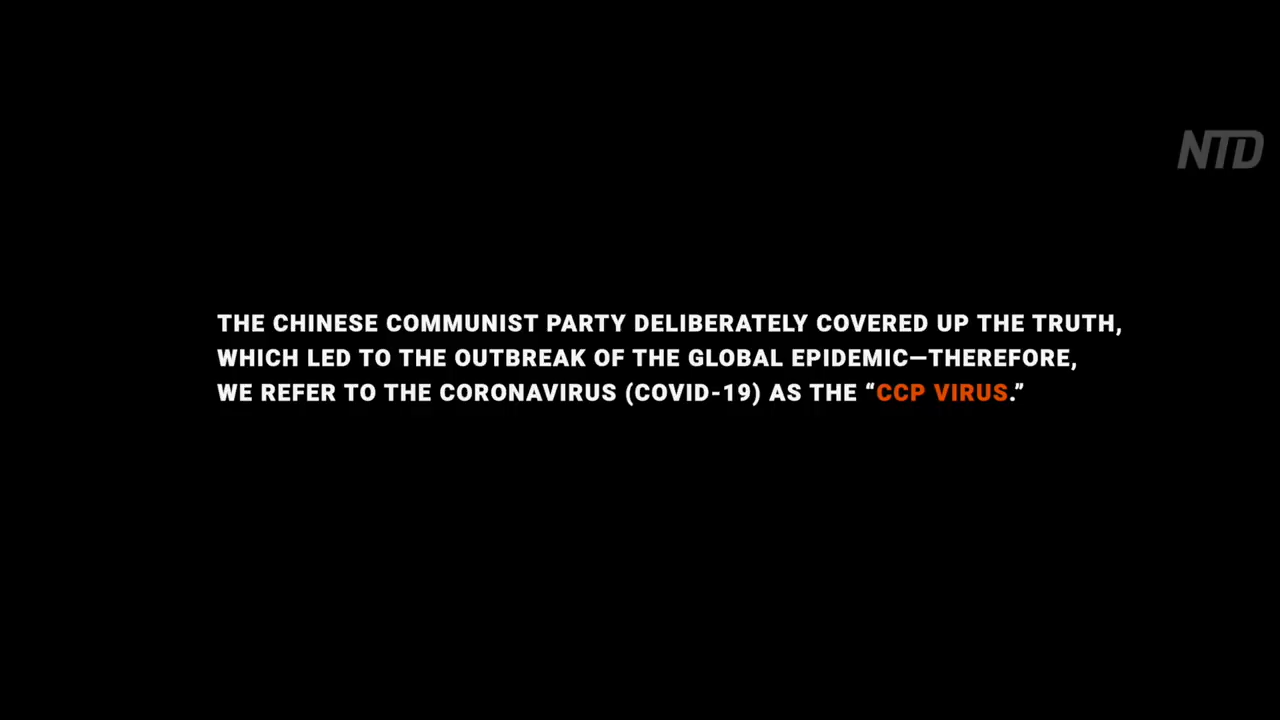 NTD
THE CHINESE COMMUNIST PARTY DELIBERATELY COVERED UP THE TRUTH,
WHICH LED TO THE OUTBREAK OF THE GLOBAL EPIDEMIC—THEREFORE,
WE REFER TO THE CORONAVIRUS (COVID-19) AS THE “CCP VIRUS.”